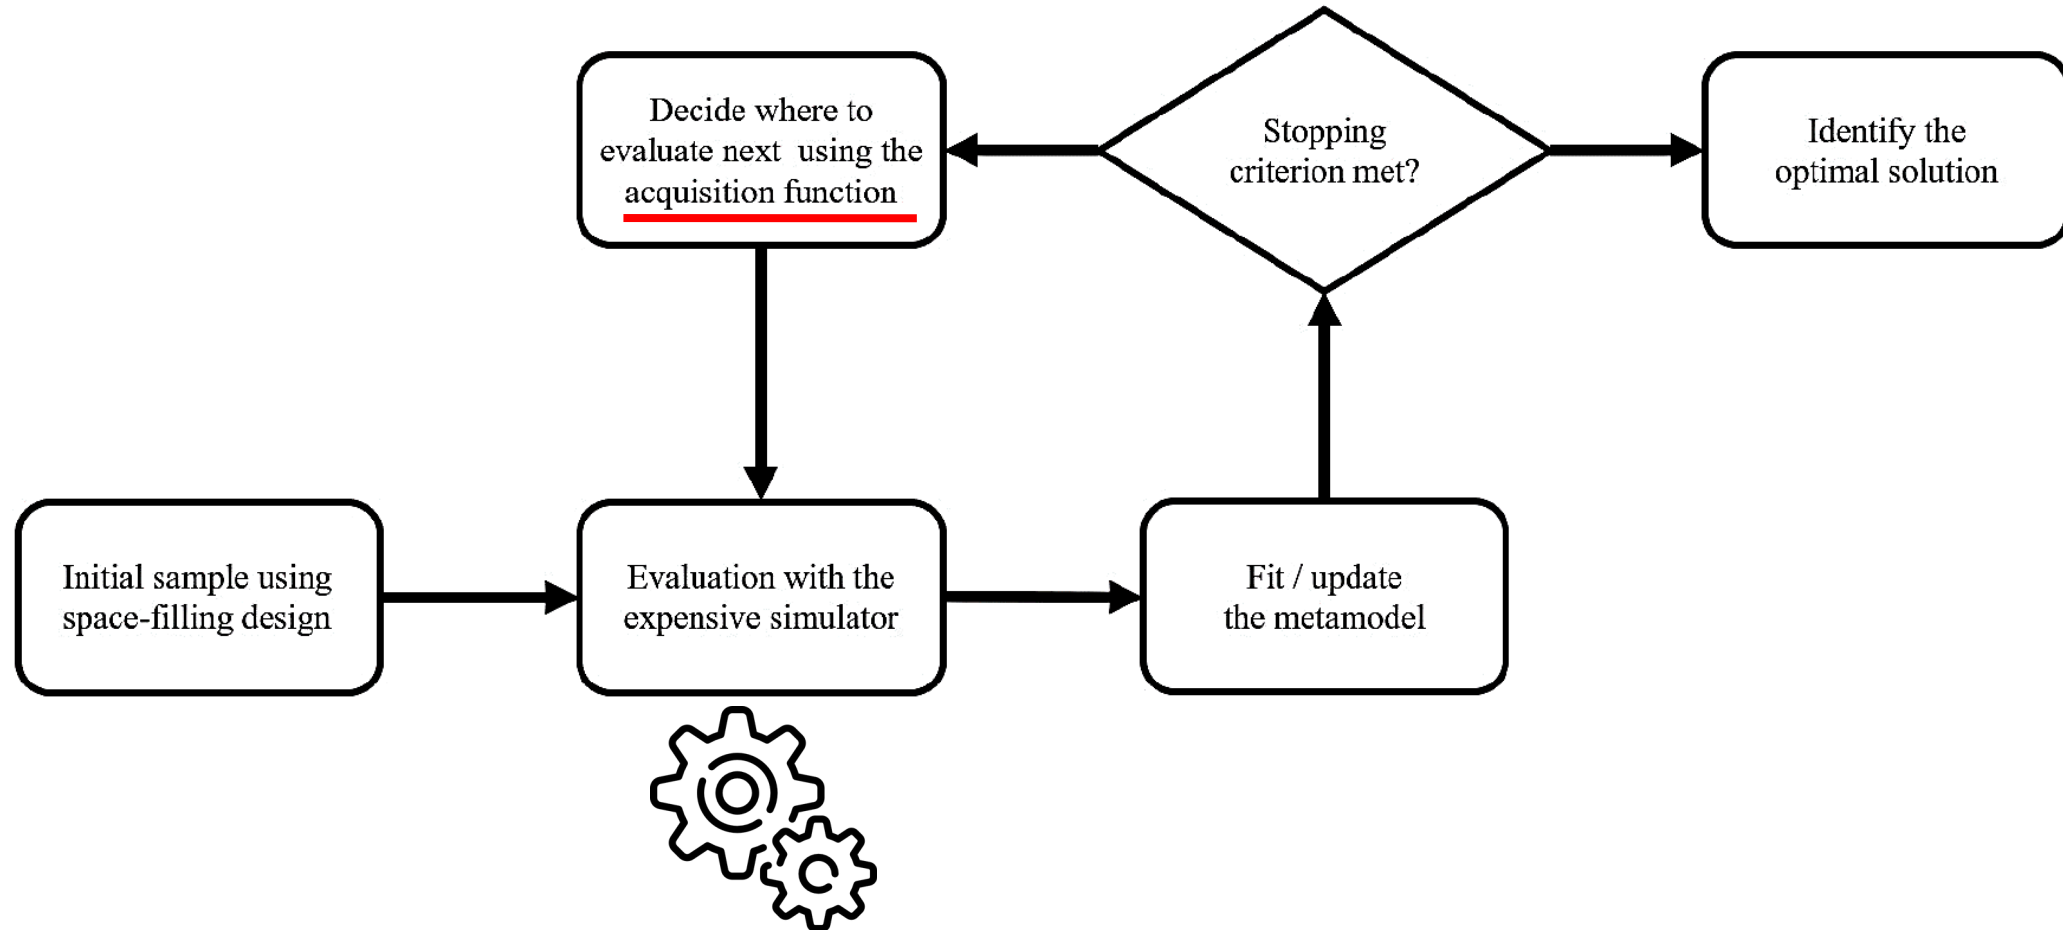 Decide where to
evaluate next using the
acquisition function
Stopping
criterion met?
Identify the
optimal solution
Initial sample using
space-filling design
Evaluation with the
expensive simulator
Fit / update
the metamodel